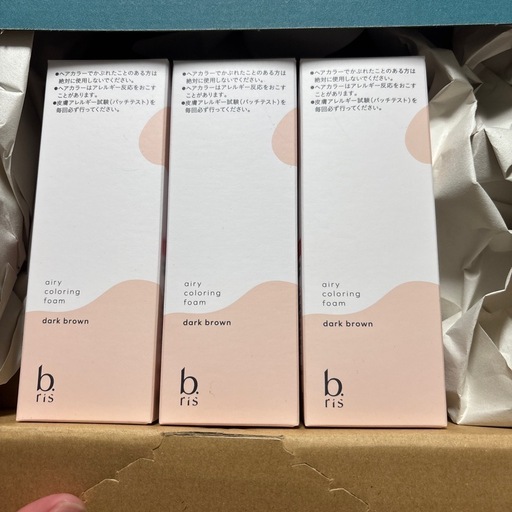 ●ヘアカラーでかぶれたことのある方は
絶対に使用しないでください。
●ヘアカラーはアレルギー反応をおこす
ことがあります。
●皮膚アレルギー試験（パッチテスト）を
毎回必ず行ってください。
airy
coloring
foam
dark brown
b.
ris
●ヘアカラーでかぶれたことのある方は
絶対に使用しないでください。
●ヘアカラーはアレルギー反応をおこす
ことがあります。
●皮膚アレルギー試験（パッチテスト）を
毎回必ず行ってください。
airy
coloring
foam
dark brown
b.
ris
●ヘアカラーでかぶれたことのある方は
絶対に使用しないでください。
●ヘアカラーはアレルギー反応をおこす
ことがあります。
●皮膚アレルギー試験（パッチテスト）を
毎回必ず行ってください。
airy
coloring
foam
dark brown
b.
ris